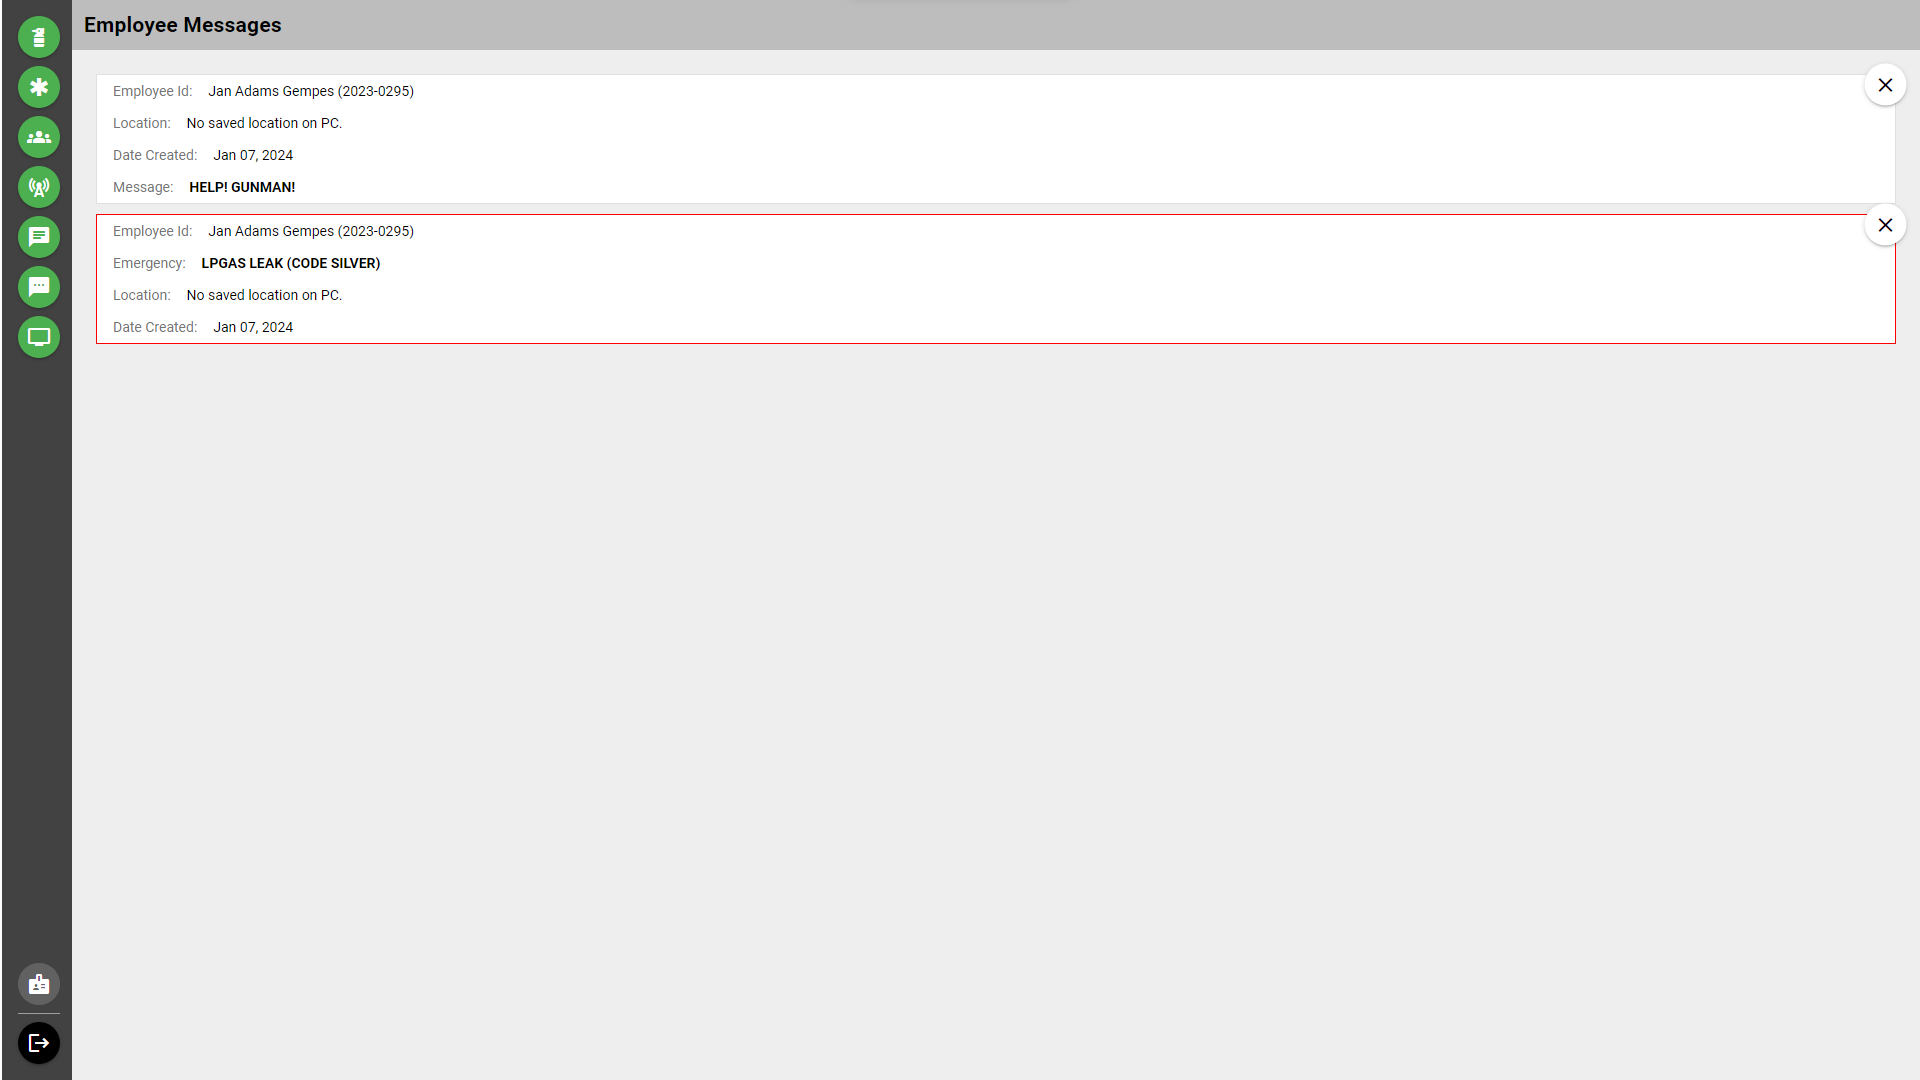 Employee Messages
Employee Id: Jan Adams Gempes (2023-0295)
Location: No saved location on PC.
Date Created: Jan 07, 2024
Message: HELP! GUNMAN!
Employee Id: Jan Adams Gempes (2023-0295)
Emergency: LPGAS LEAK (CODE SILVER)
Location: No saved location on PC.
Date Created: Jan 07, 2024